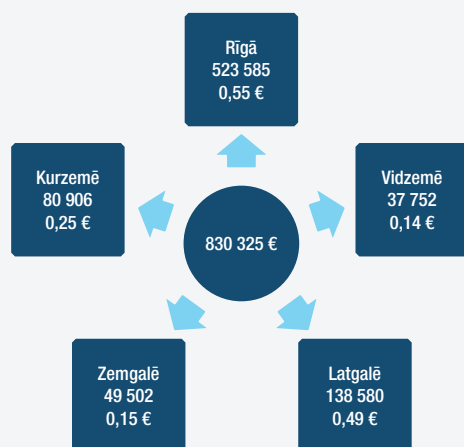 Rīgā
523 585
0,55 €
Kurzemē
80 906
0,25 €
Vidzemē
37 752
0,14 €
830 325 €
Zemgalē
49 502
0,15 €
Latgalē
138 580
0,49 €